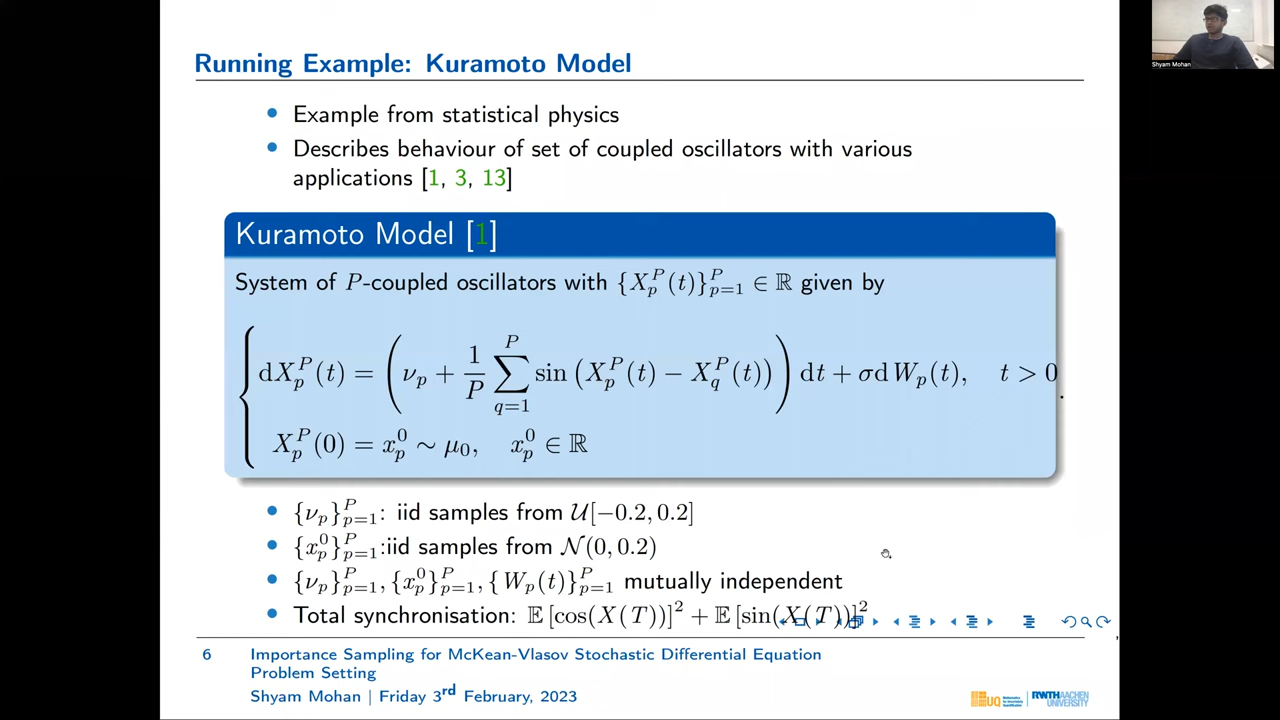 Shyam Mohan
Running Example: Kuramoto Model
• Example from statistical physics
• Describes behaviour of set of coupled oscillators with various
applications [1, 3, 13]
Kuramoto Model [1]
System of P-coupled oscillators with {X_p^P(t)}_{p=1}^P ∈ ℝ given by
{ dX_p^P(t) = ( ν_p + 1/P ∑_{q=1}^P sin (X_p^P(t) − X_q^P(t)) ) dt + σdW_p(t), t > 0
X_p^P(0) = x_p^0 ∼ μ_0, x_p^0 ∈ ℝ .
• {ν_p}_{p=1}^P: iid samples from 𝒰[−0.2, 0.2]
• {x_p^0}_{p=1}^P:iid samples from 𝒩(0, 0.2)
• {ν_p}_{p=1}^P, {x_p^0}_{p=1}^P, {W_p(t)}_{p=1}^P mutually independent
• Total synchronisation: 𝔼 [cos(X(T))]^2 + 𝔼 [sin(X(T))]^2
6 Importance Sampling for McKean-Vlasov Stochastic Differential Equation
Problem Setting
Shyam Mohan | Friday 3rd February, 2023
UQ
RWTH AACHEN
UNIVERSITY